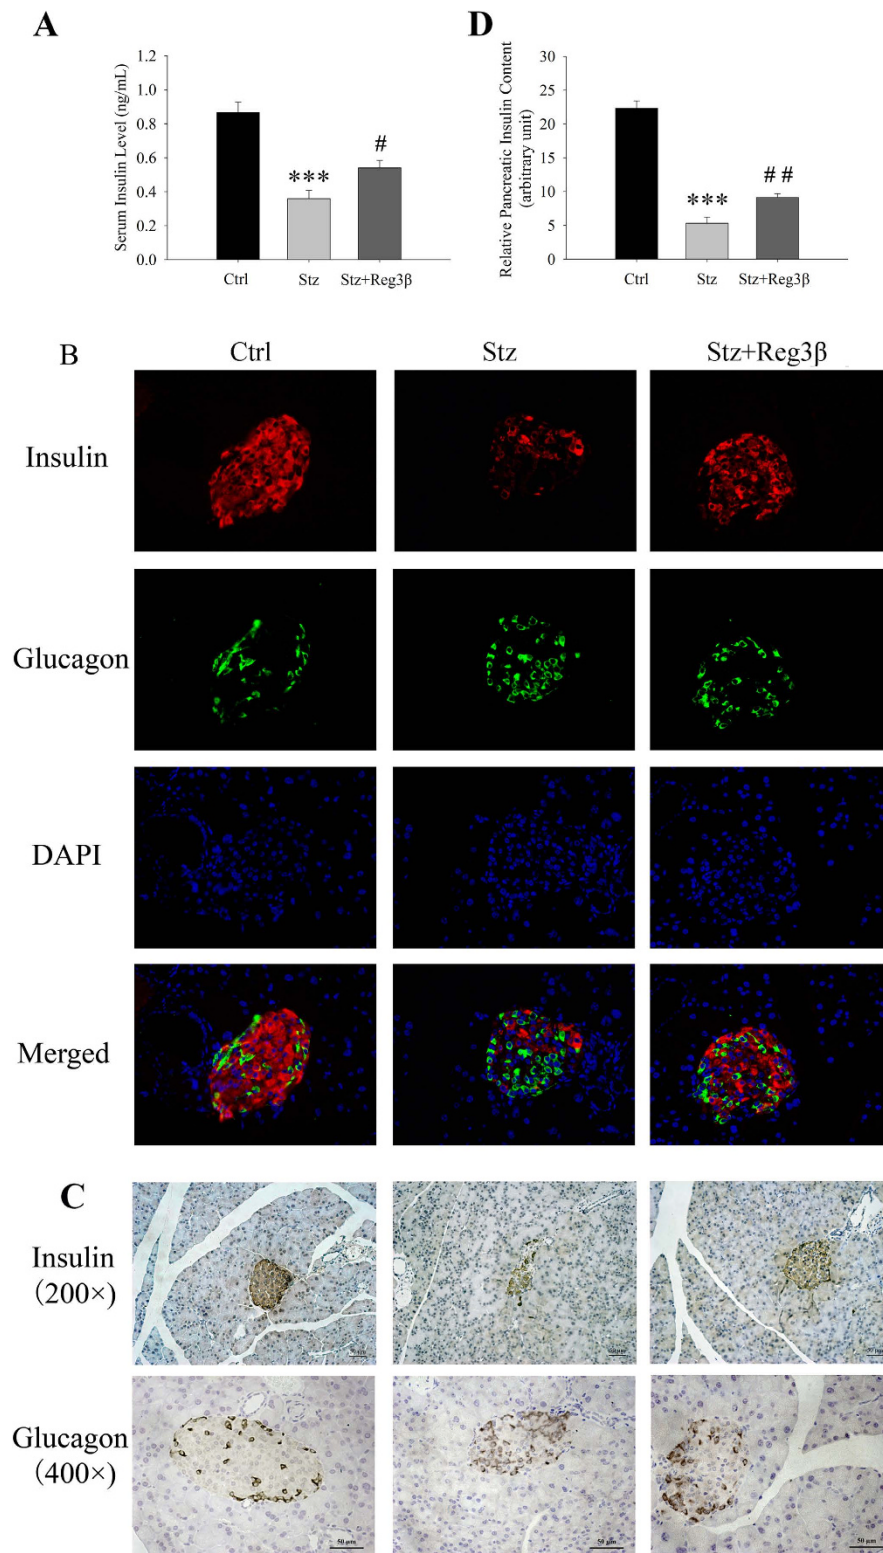 A
D
Serum Insulin Level (ng/mL)
1.2
1.0
0.8
0.6
0.4
0.2
0.0
***
#
Ctrl
Stz
Stz+Reg3β
Relative Pancreatic Insulin Content
(arbitrary unit)
30
25
20
15
10
5
0
***
# #
Ctrl
Stz
Stz+Reg3β
B
Ctrl
Stz
Stz+Reg3β
Insulin
Glucagon
DAPI
Merged
C
Insulin
(200×)
Glucagon
(400×)
50 μm
50 μm
50 μm